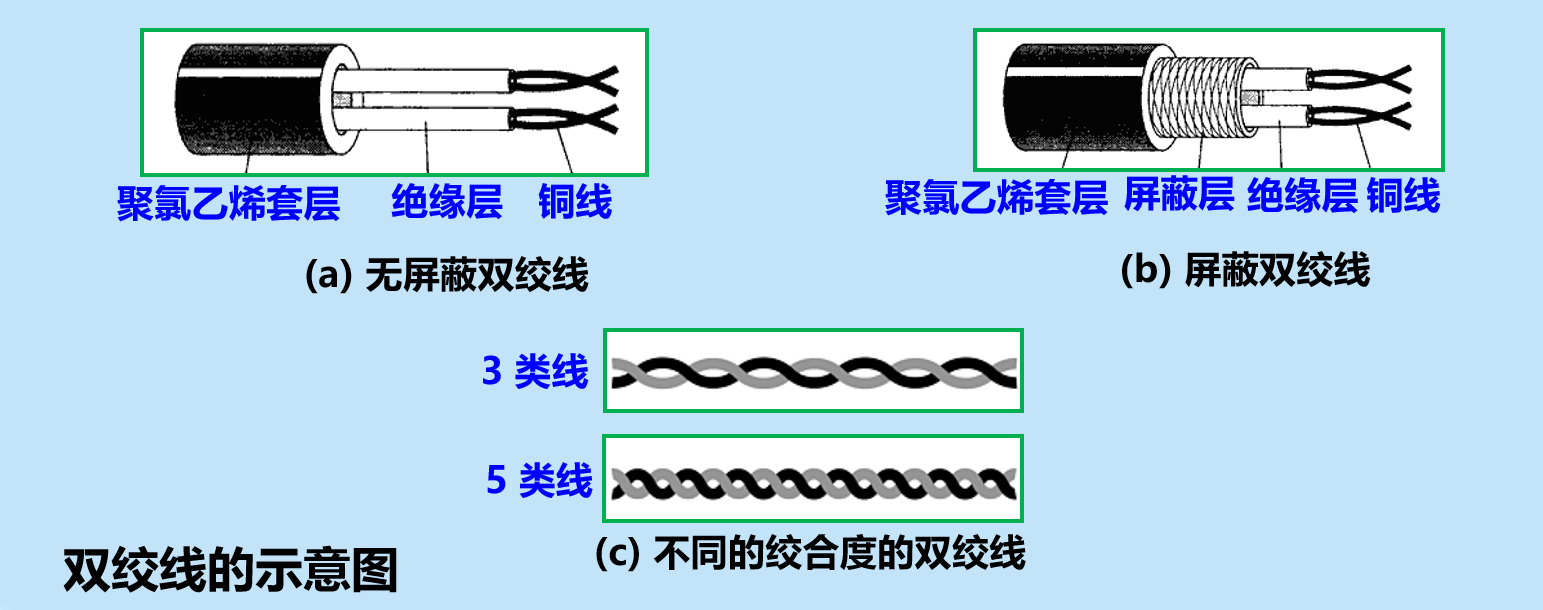 聚氯乙烯套层 绝缘层 铜线
(a) 无屏蔽双绞线
聚氯乙烯套层 屏蔽层 绝缘层 铜线
(b) 屏蔽双绞线
3 类线
5 类线
(c) 不同的绞合度的双绞线
双绞线的示意图